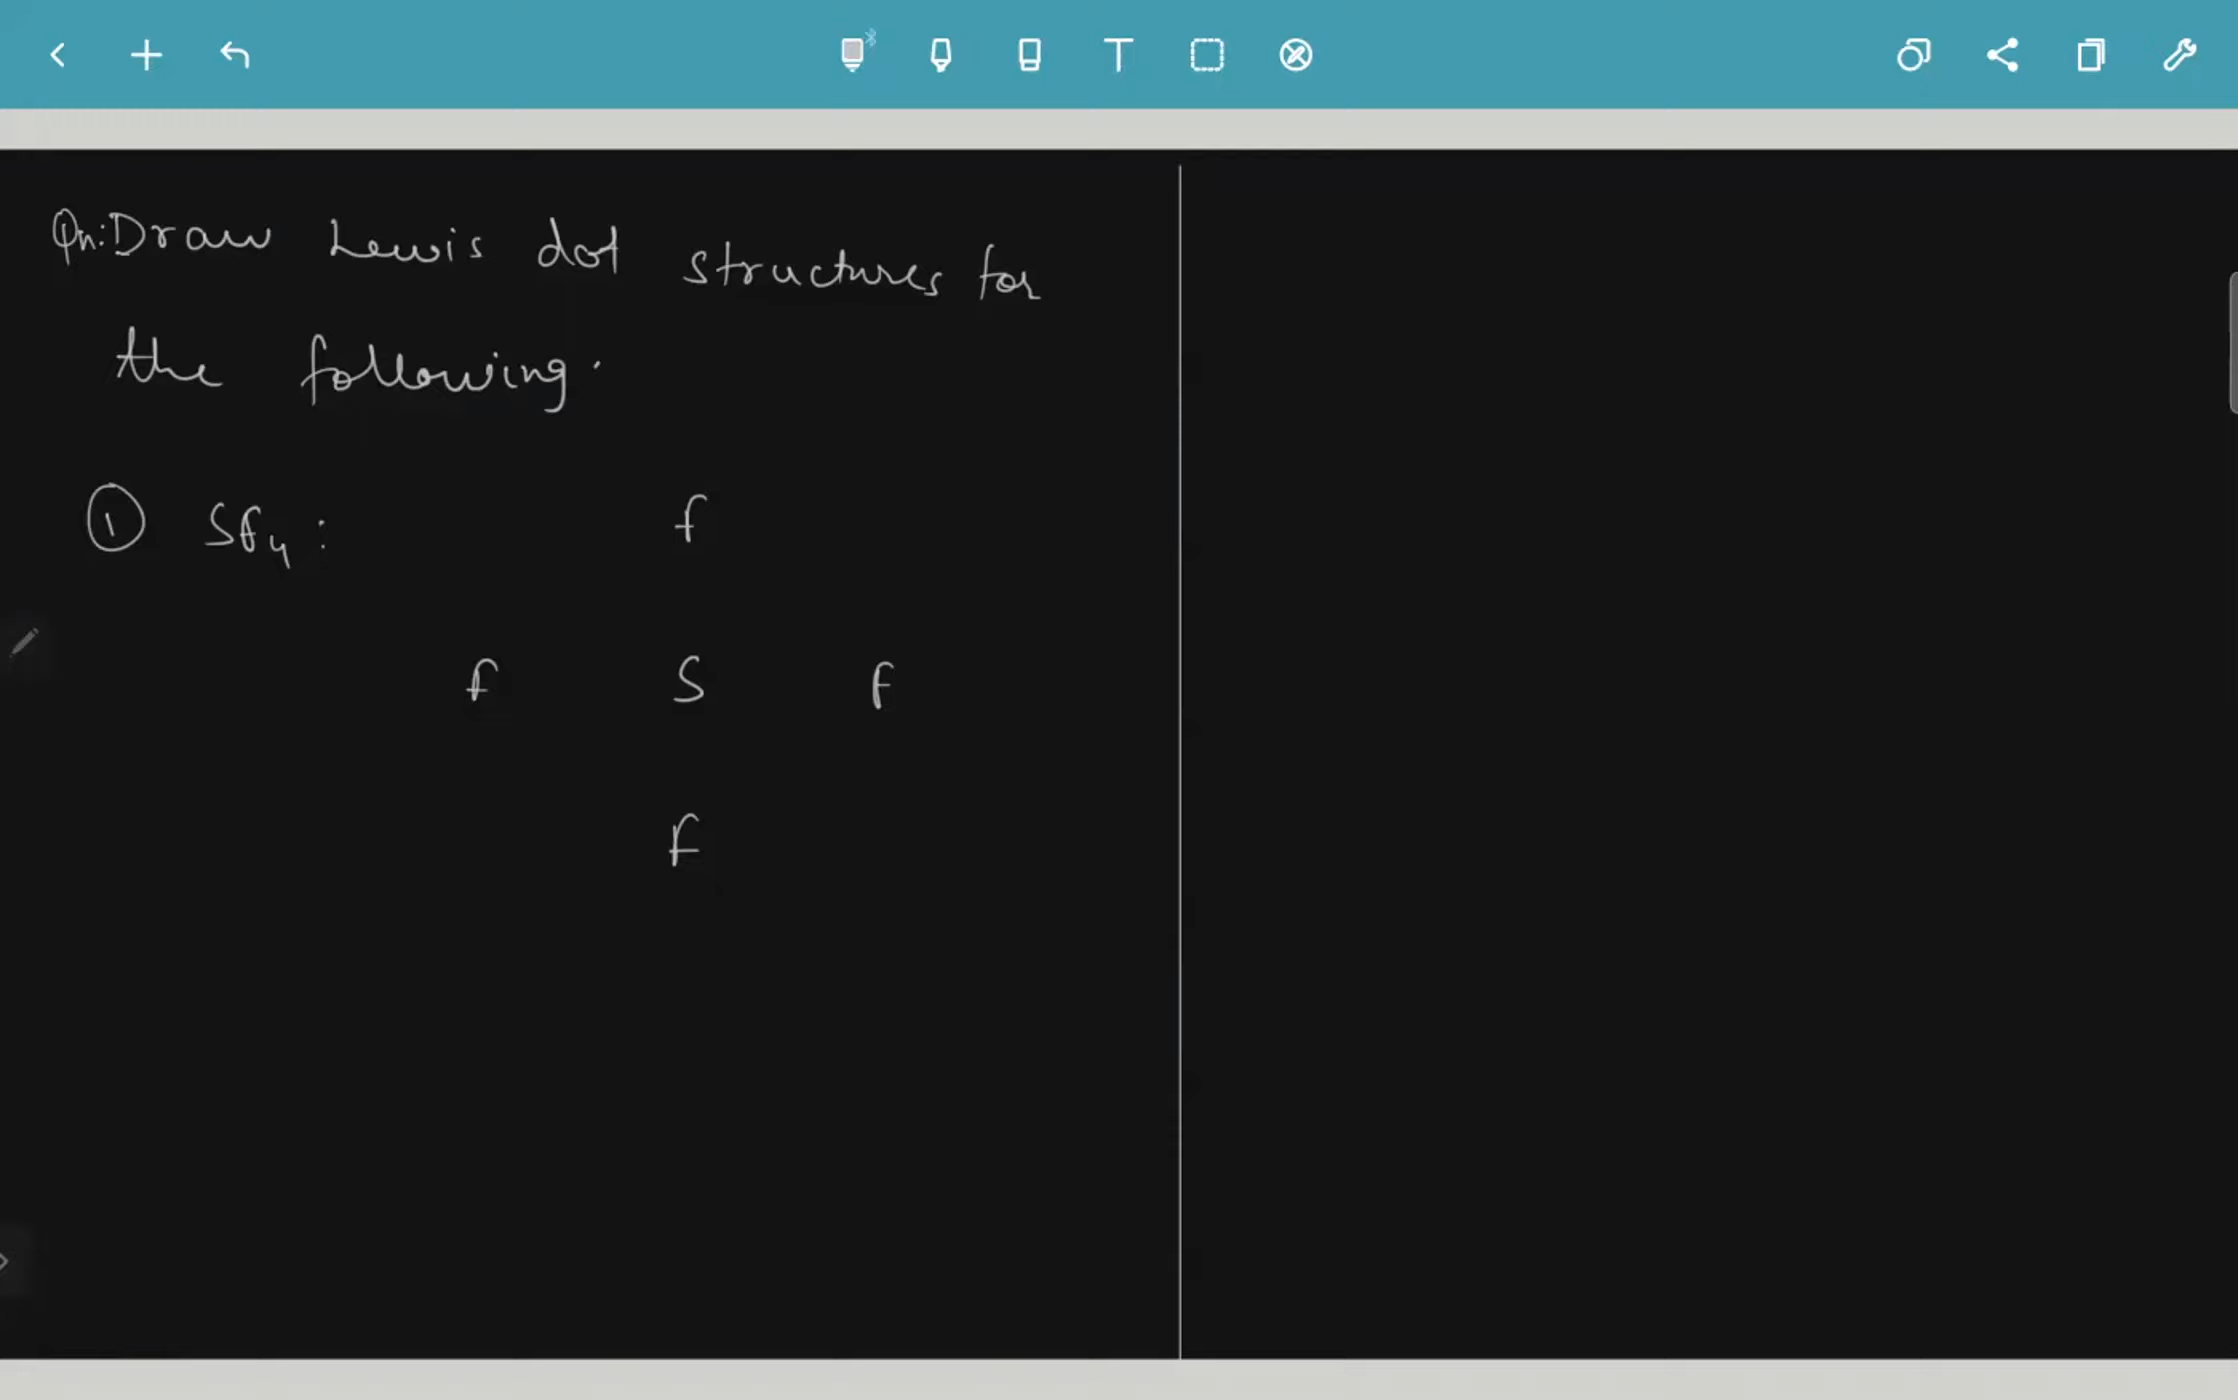 Qn: Draw Lewis dot structures for
the following.
① SF₄ :
F
F S F
F